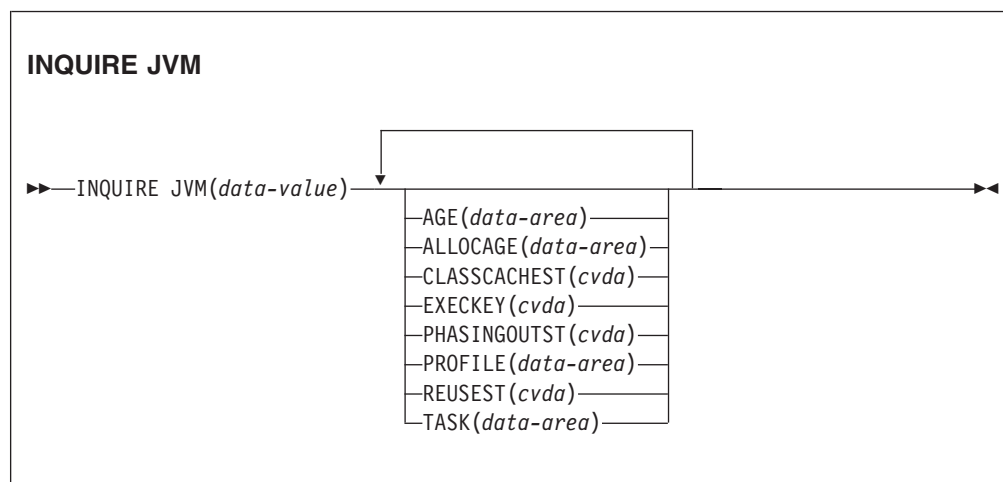 INQUIRE JVM
INQUIRE JVM(data-value)
AGE(data-area)
ALLOCAGE(data-area)
CLASSCACHEST(cvda)
EXECKEY(cvda)
PHASINGOUTST(cvda)
PROFILE(data-area)
REUSEST(cvda)
TASK(data-area)